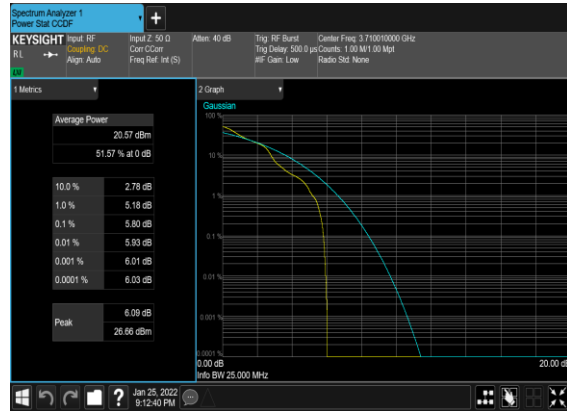 Spectrum Analyzer 1
Power Stat CCDF
+
KEYSIGHT
R L
LW
Input: RF
Coupling: DC
Align: Auto
Input Z: 50 Ω
Corr CCorr
Freq Ref: Int (S)
Atten: 40 dB
Trig: RF Burst
Trig Delay: 500.0 µs
#IF Gain: Low
Center Freq: 3.710010000 GHz
Counts: 1.00 M/1.00 Mpt
Radio Std: None
1 Metrics
Average Power
20.57 dBm
51.57 % at 0 dB
10.0 % 2.78 dB
1.0 % 5.18 dB
0.1 % 5.80 dB
0.01 % 5.93 dB
0.001 % 6.01 dB
0.0001 % 6.03 dB
Peak
6.09 dB
26.66 dBm
2 Graph
Gaussian
100 %
10 %
1 %
0.1 %
0.01 %
0.001 %
0.0001 %
0.00 dB
20.00 dB
Info BW 25.000 MHz
?
Jan 25, 2022
9:12:40 PM